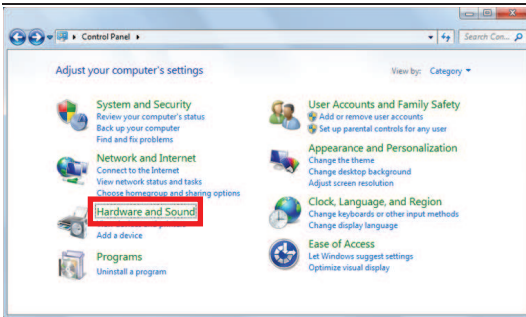 Control Panel
Search Con...
Adjust your computer's settings
View by: Category
System and Security
Review your computer's status
Back up your computer
Find and fix problems
Network and Internet
Connect to the Internet
View network status and tasks
Choose homegroup and sharing options
Hardware and Sound
Add a device
Programs
Uninstall a program
User Accounts and Family Safety
Add or remove user accounts
Set up parental controls for any user
Appearance and Personalization
Change the theme
Change desktop background
Adjust screen resolution
Clock, Language, and Region
Change keyboards or other input methods
Change display language
Ease of Access
Let Windows suggest settings
Optimize visual display